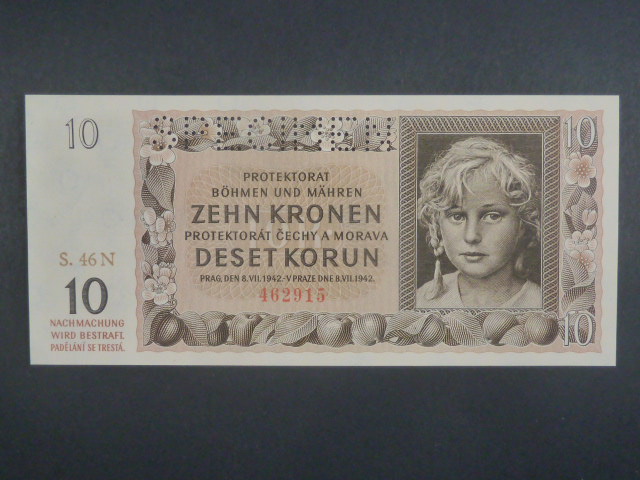 SPECIMEN
10
10
PROTEKTORAT
BÖHMEN UND MÄHREN
ZEHN KRONEN
PROTEKTORÁT ČECHY A MORAVA
DESET KORUN
PRAG, DEN 8.VII.1942.-V PRAZE DNE 8.VII.1942.
462915
S. 46 N
10
NACHMACHUNG
WIRD BESTRAFT.
PADĚLÁNÍ SE TRESTÁ.
10